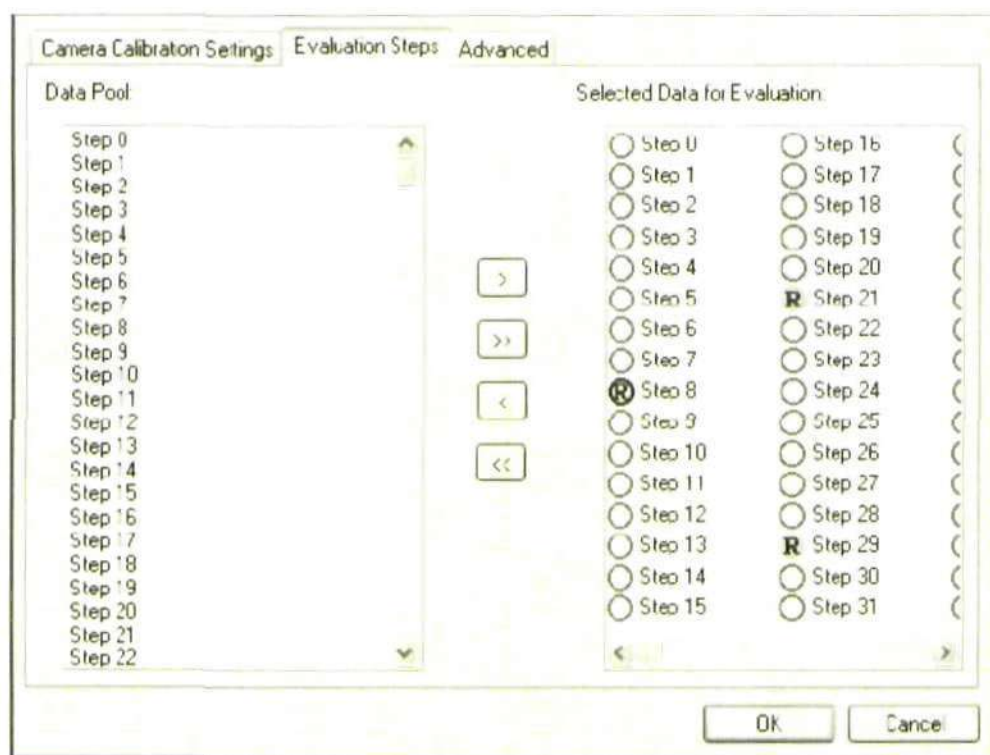 Camera Calibration Settings Evaluation Steps Advanced
Data Pool:
Step 0
Step 1
Step 2
Step 3
Step 4
Step 5
Step 6
Step 7
Step 8
Step 9
Step 10
Step 11
Step 12
Step 13
Step 14
Step 15
Step 16
Step 17
Step 18
Step 19
Step 20
Step 21
Step 22
>
>>
<
<<
Selected Data for Evaluation:
Step 0
Step 1
Step 2
Step 3
Step 4
Step 5
Step 6
Step 7
R Step 8
Step 9
Step 10
Step 11
Step 12
Step 13
Step 14
Step 15
Step 16
Step 17
Step 18
Step 19
Step 20
R Step 21
Step 22
Step 23
Step 24
Step 25
Step 26
Step 27
Step 28
R Step 29
Step 30
Step 31
OK Cancel